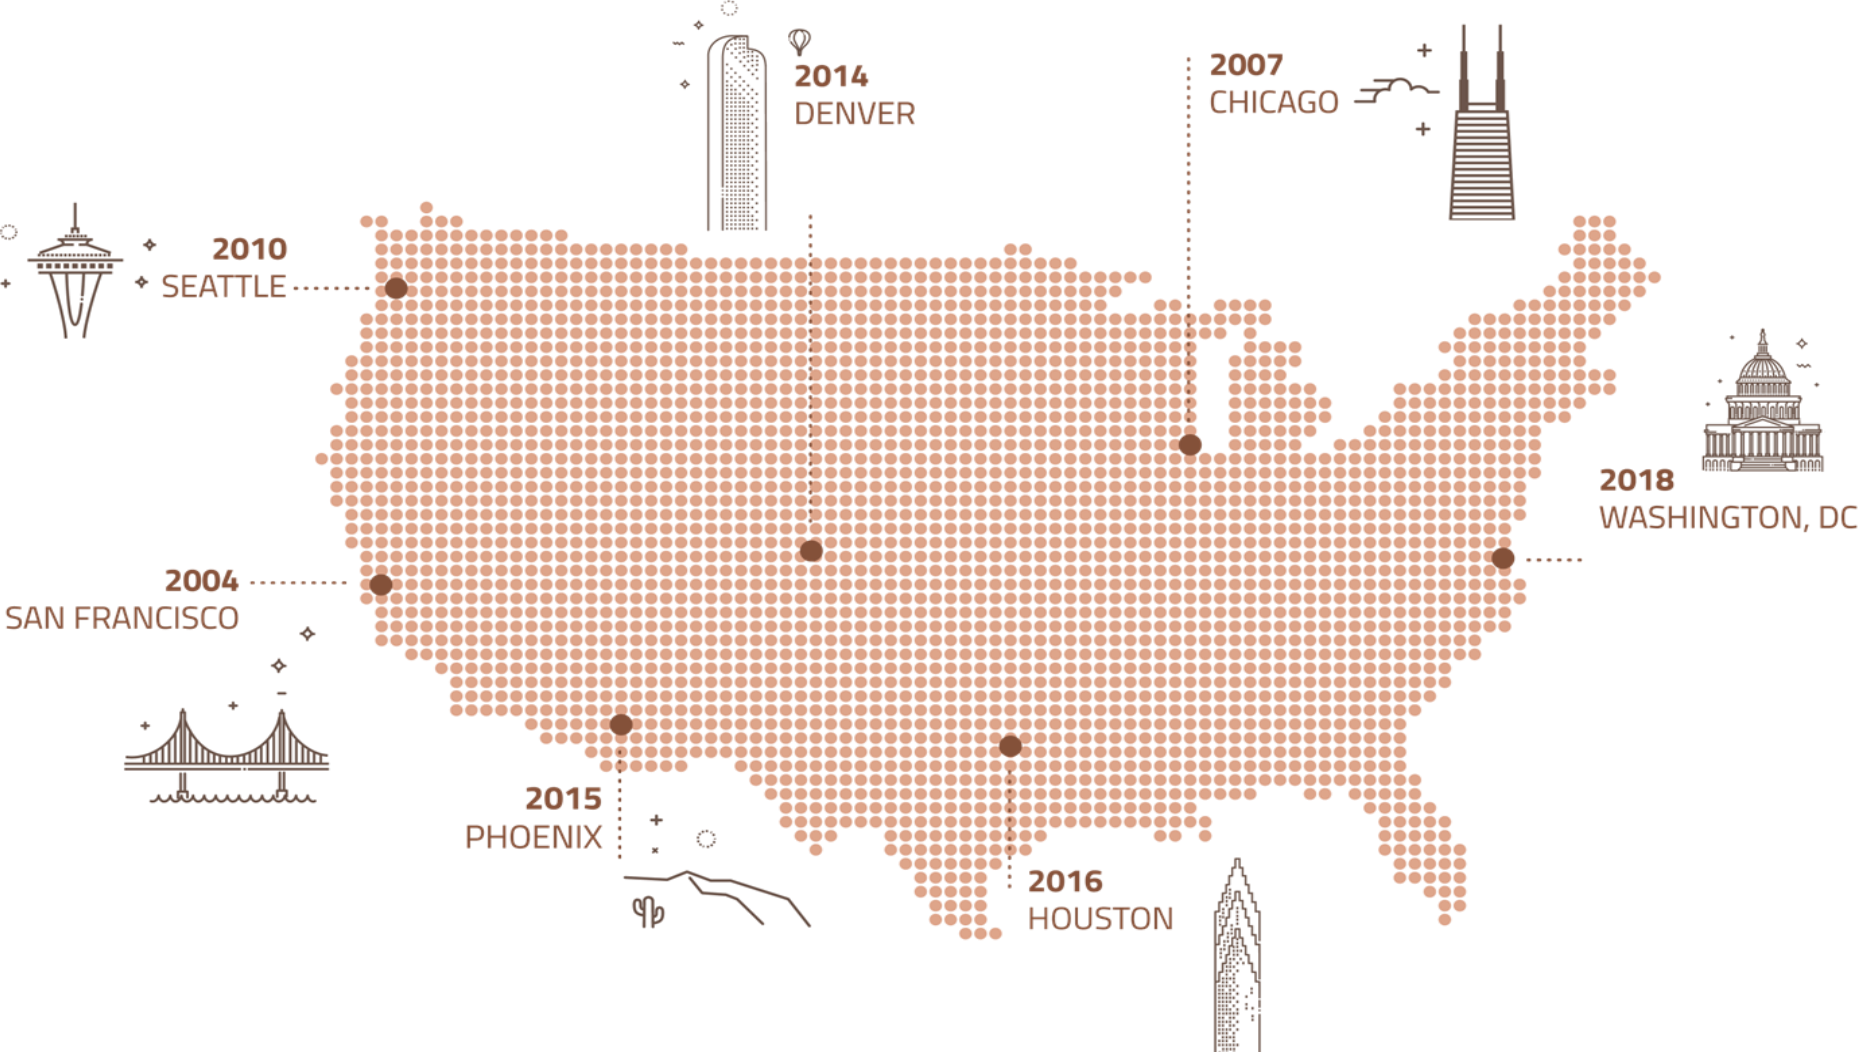 2014
DENVER
2007
CHICAGO
2010
SEATTLE
2018
WASHINGTON, DC
2004
SAN FRANCISCO
2015
PHOENIX
2016
HOUSTON